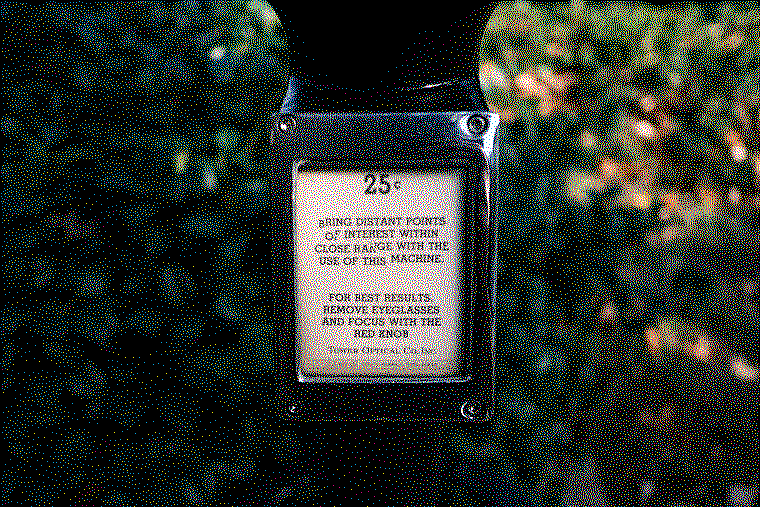 25¢
BRING DISTANT POINTS
OF INTEREST WITHIN
CLOSE RANGE WITH THE
USE OF THIS MACHINE.
FOR BEST RESULTS,
REMOVE EYEGLASSES
AND FOCUS WITH THE
RED KNOB